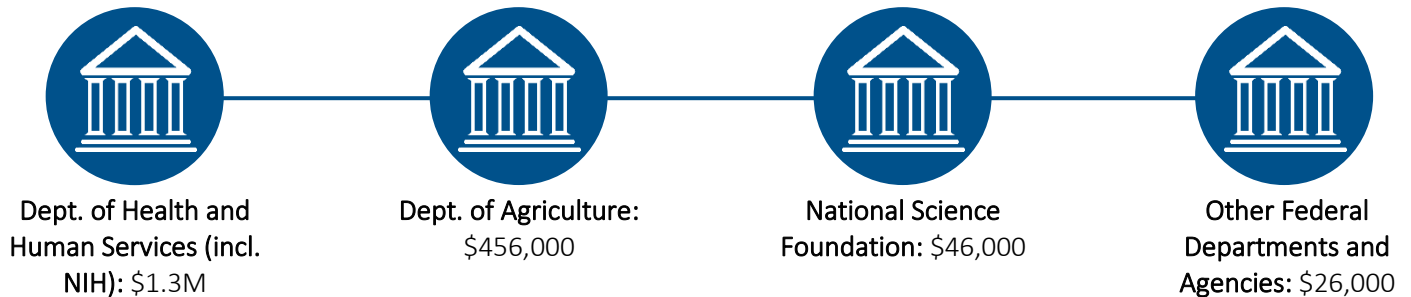 Dept. of Health and
Human Services (incl.
NIH): $1.3M
Dept. of Agriculture:
$456,000
National Science
Foundation: $46,000
Other Federal
Departments and
Agencies: $26,000